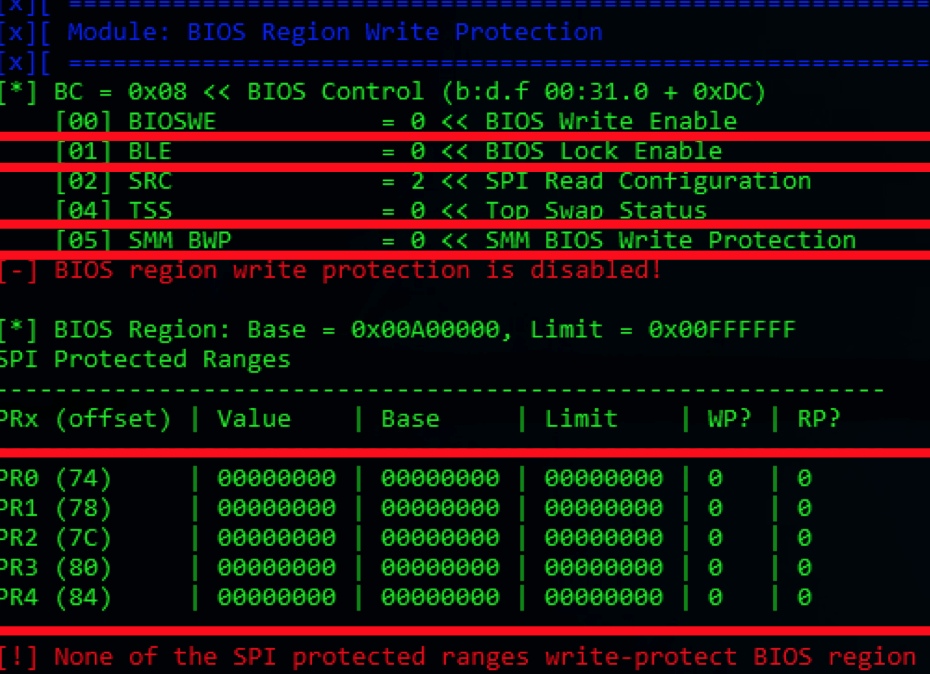 [x][ ==========================================================
[x][ Module: BIOS Region Write Protection
[x][ ==========================================================
[*] BC = 0x08 << BIOS Control (b:d.f 00:31.0 + 0xDC)
[00] BIOSWE = 0 << BIOS Write Enable
[01] BLE = 0 << BIOS Lock Enable
[02] SRC = 2 << SPI Read Configuration
[04] TSS = 0 << Top Swap Status
[05] SMM_BWP = 0 << SMM BIOS Write Protection
[-] BIOS region write protection is disabled!
[*] BIOS Region: Base = 0x00A00000, Limit = 0x00FFFFFF
SPI Protected Ranges
------------------------------------------------------------
PRx (offset) | Value | Base | Limit | WP? | RP?
PR0 (74) | 00000000 | 00000000 | 00000000 | 0 | 0
PR1 (78) | 00000000 | 00000000 | 00000000 | 0 | 0
PR2 (7C) | 00000000 | 00000000 | 00000000 | 0 | 0
PR3 (80) | 00000000 | 00000000 | 00000000 | 0 | 0
PR4 (84) | 00000000 | 00000000 | 00000000 | 0 | 0
[!] None of the SPI protected ranges write-protect BIOS region